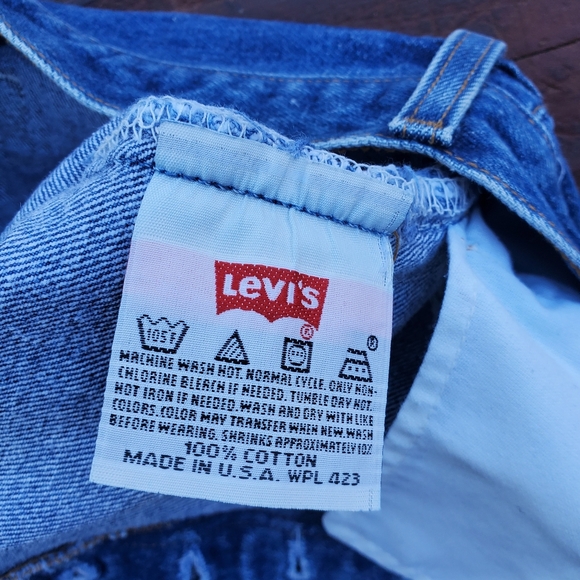 LEVI'S
®
105F
®
MACHINE WASH HOT. NORMAL CYCLE. ONLY NON-
CHLORINE BLEACH IF NEEDED. TUMBLE DRY HOT.
HOT IRON IF NEEDED. WASH AND DRY WITH LIKE
COLORS. COLOR MAY TRANSFER WHEN NEW. WASH
BEFORE WEARING. SHRINKS APPROXIMATELY 10%
100% COTTON
MADE IN U.S.A. WPL 423